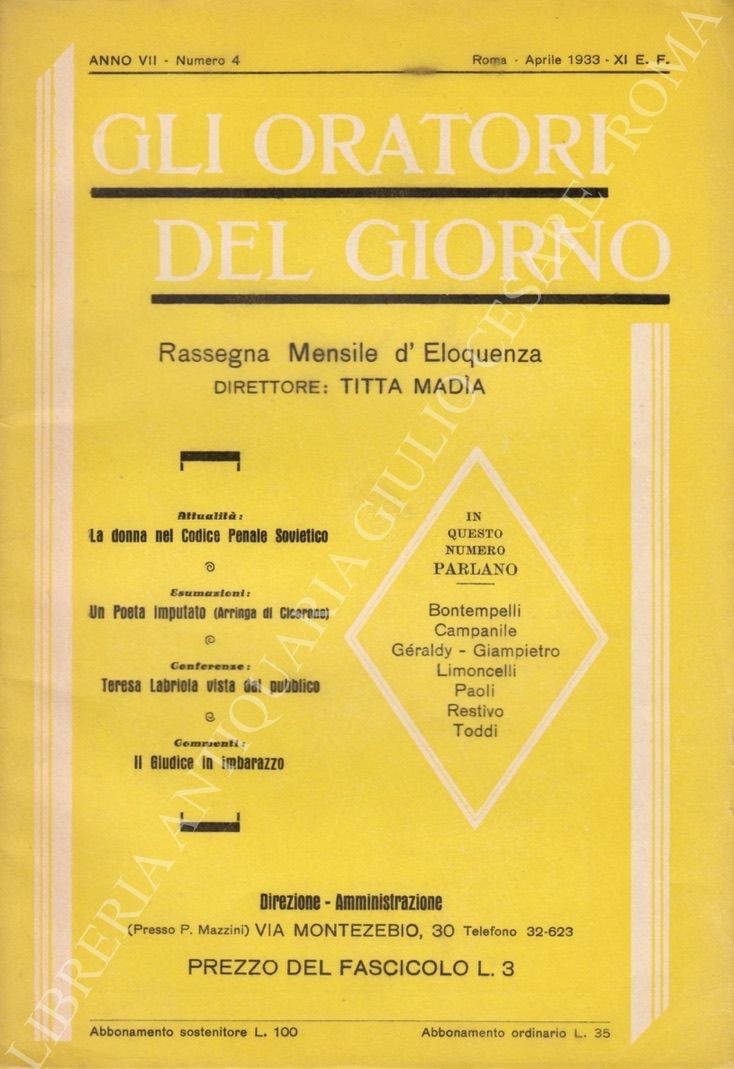 ANNO VII - Numero 4
Roma - Aprile 1933 - XI E. F.
GLI ORATORI
DEL GIORNO
Rassegna Mensile d' Eloquenza
DIRETTORE: TITTA MADÌA
Attualità:
La donna nel Codice Penale Sovietico
Esumazioni:
Un Poeta imputato (Arringa di Cicerone)
Conferenze:
Teresa Labriola vista dal pubblico
Commenti:
Il Giudice in imbarazzo
IN
QUESTO
NUMERO
PARLANO
Bontempelli
Campanile
Géraldy - Giampietro
Limoncelli
Paoli
Restivo
Toddi
Direzione - Amministrazione
(Presso P. Mazzini) VIA MONTEZEBIO, 30 Telefono 32-623
PREZZO DEL FASCICOLO L. 3
Abbonamento sostenitore L. 100
Abbonamento ordinario L. 35
LIBRERIA ANTIQUARIA GIULIO CESARE - ROMA